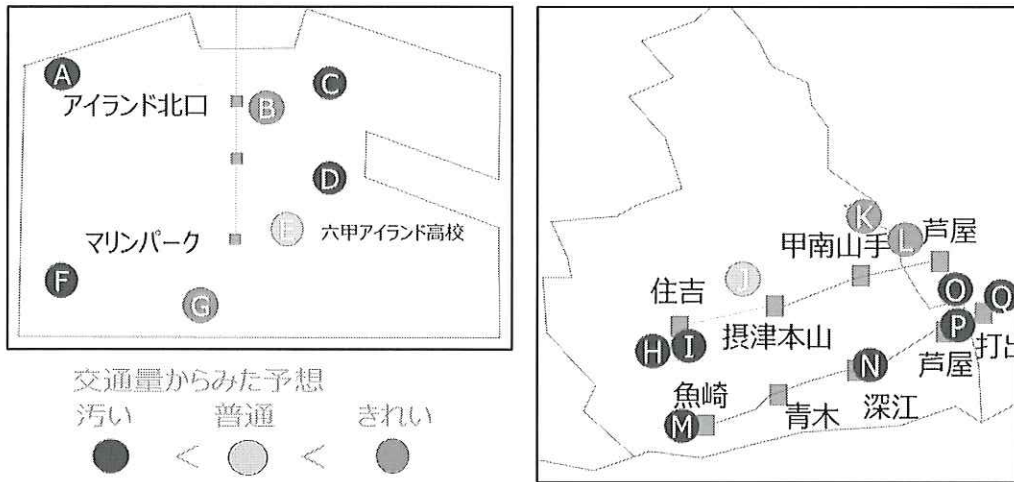 A
C
アイランド北口
B
D
E
六甲アイランド高校
マリンパーク
F
G
交通量からみた予想
汚い
普通
きれい
<
<
K
L
芦屋
甲南山手
J
住吉
O
Q
摂津本山
P
H
I
芦屋
打出
N
魚崎
深江
青木
M